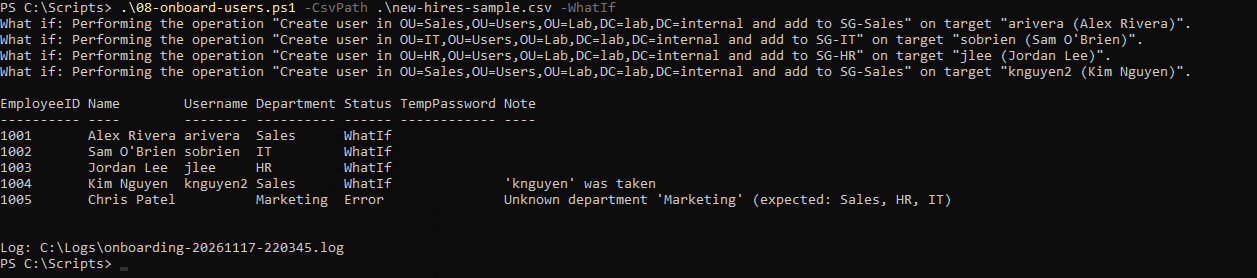 PS C:\Scripts> .\08-onboard-users.ps1 -CsvPath .\new-hires-sample.csv -WhatIf
What if: Performing the operation "Create user in OU=Sales,OU=Users,OU=Lab,DC=lab,DC=internal and add to SG-Sales" on target "arivera (Alex Rivera)".
What if: Performing the operation "Create user in OU=IT,OU=Users,OU=Lab,DC=lab,DC=internal and add to SG-IT" on target "sobrien (Sam O'Brien)".
What if: Performing the operation "Create user in OU=HR,OU=Users,OU=Lab,DC=lab,DC=internal and add to SG-HR" on target "jlee (Jordan Lee)".
What if: Performing the operation "Create user in OU=Sales,OU=Users,OU=Lab,DC=lab,DC=internal and add to SG-Sales" on target "knguyen2 (Kim Nguyen)".

EmployeeID Name        Username Department Status TempPassword Note
---------- ----        -------- ---------- ------ ------------ ----
1001       Alex Rivera arivera  Sales      WhatIf
1002       Sam O'Brien sobrien  IT         WhatIf
1003       Jordan Lee  jlee     HR         WhatIf
1004       Kim Nguyen  knguyen2 Sales      WhatIf              'knguyen' was taken
1005       Chris Patel          Marketing  Error               Unknown department 'Marketing' (expected: Sales, HR, IT)

Log: C:\Logs\onboarding-20261117-220345.log
PS C:\Scripts>